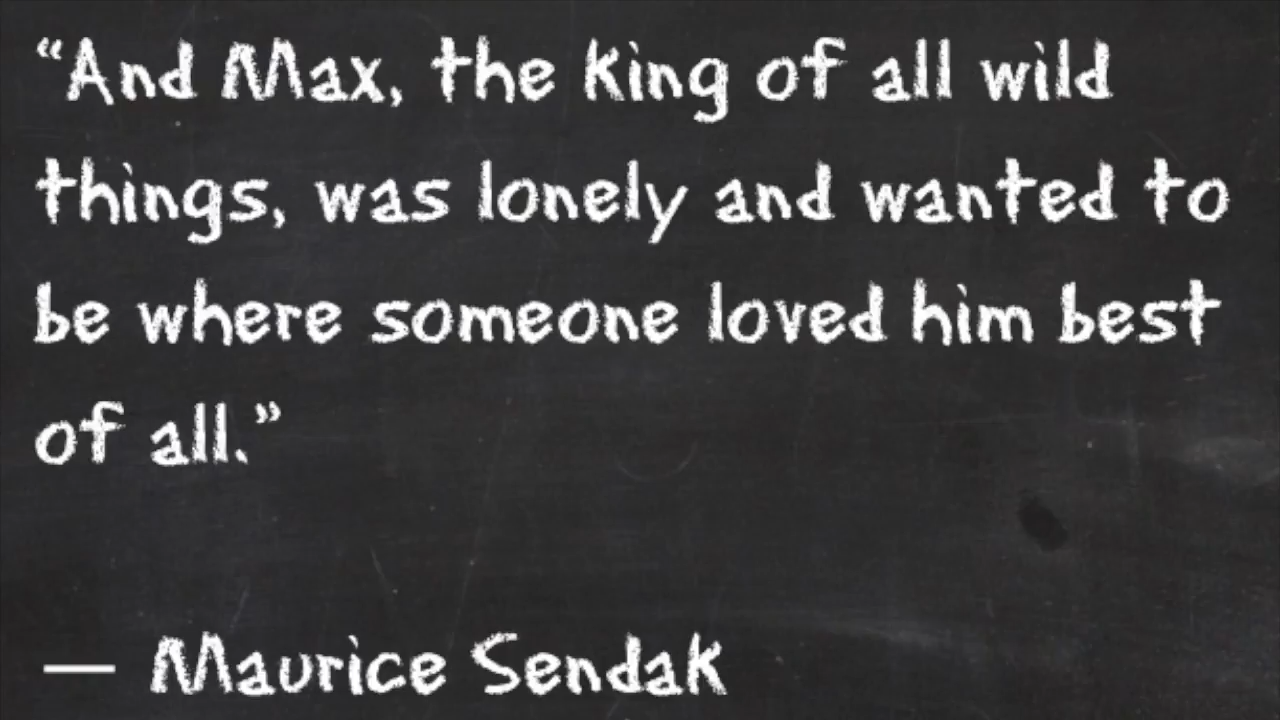 “And Max, the king of all wild
things, was lonely and wanted to
be where someone loved him best
of all.”
— Maurice Sendak